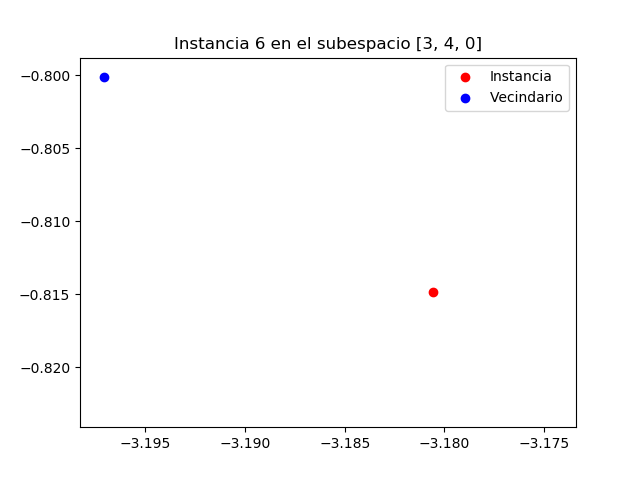 Instancia 6 en el subespacio [3, 4, 0]
Instancia
Vecindario
−0.800
−0.805
−0.810
−0.815
−0.820
−3.195 −3.190 −3.185 −3.180 −3.175